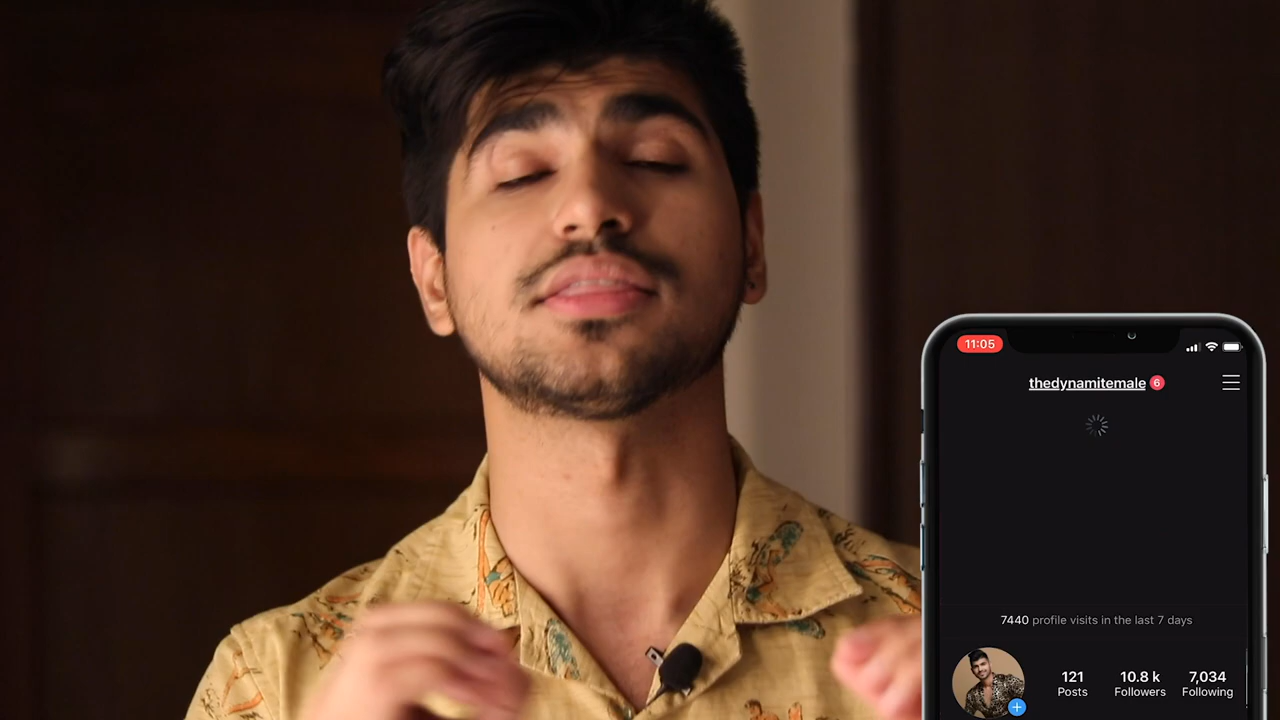 11:05
thedynamitemale 6
7440 profile visits in the last 7 days
121 10.8 k 7,034
Posts Followers Following